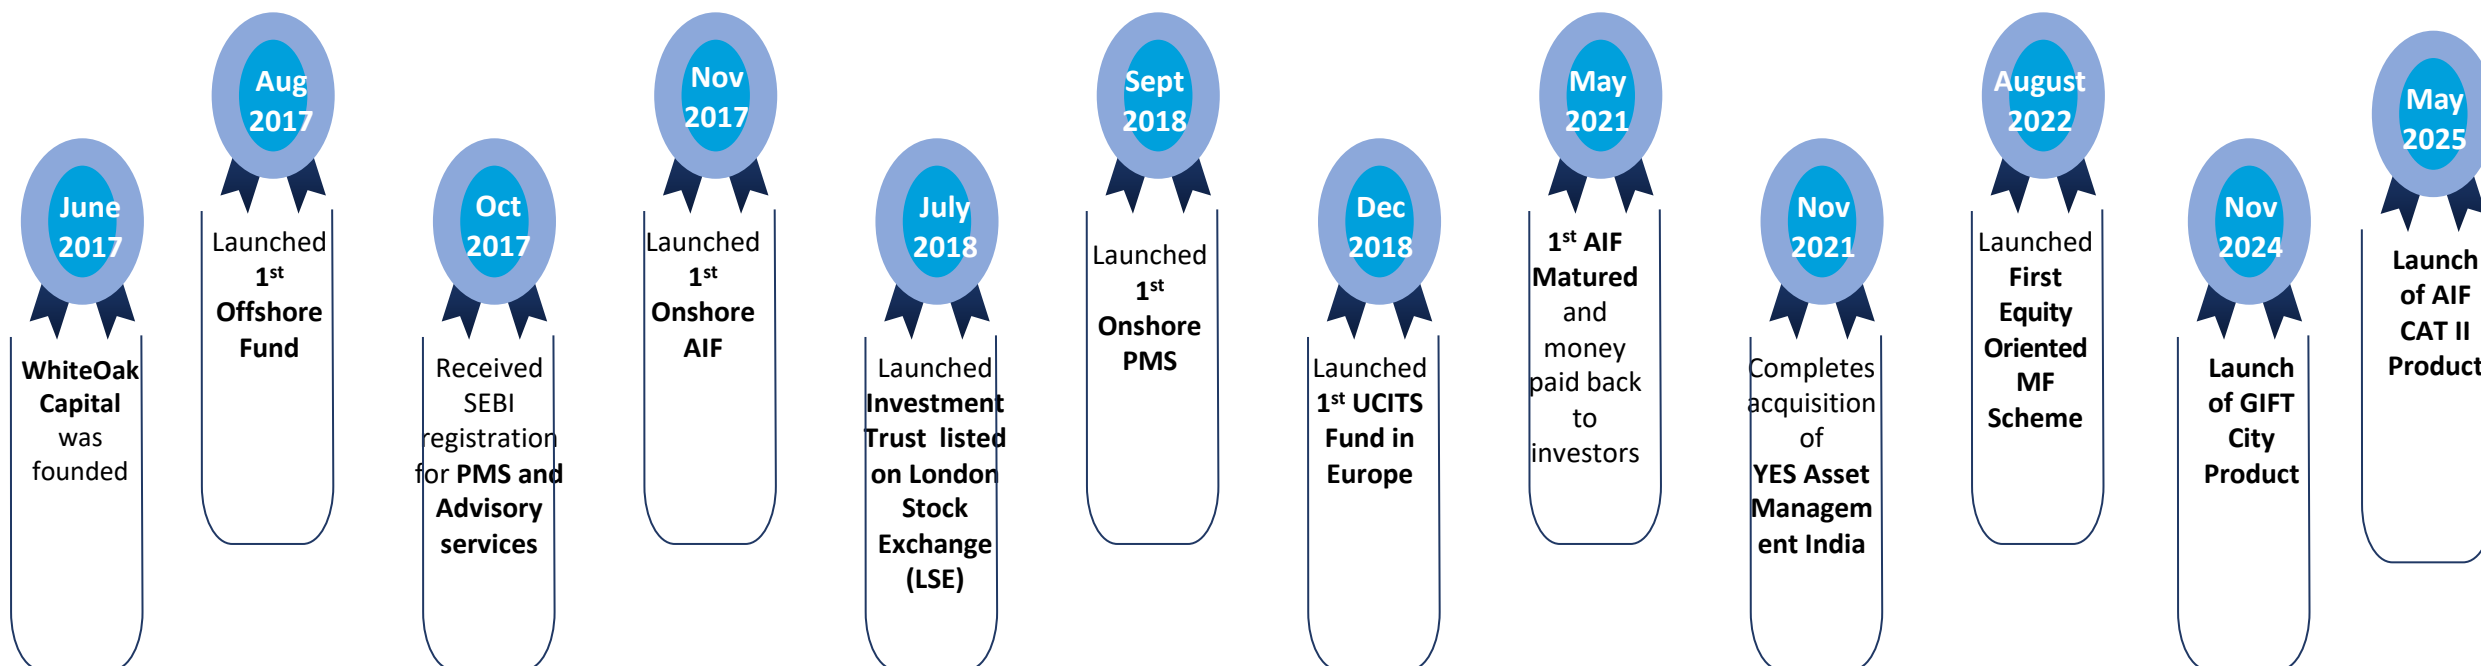 June
2017
WhiteOak
Capital
was
founded
Aug
2017
Launched
1st
Offshore
Fund
Oct
2017
Received
SEBI
registration
for PMS and
Advisory
services
Nov
2017
Launched
1st
Onshore
AIF
July
2018
Launched
Investment
Trust listed
on London
Stock
Exchange
(LSE)
Sept
2018
Launched
1st
Onshore
PMS
Dec
2018
Launched
1st UCITS
Fund in
Europe
May
2021
1st AIF
Matured
and
money
paid back
to
investors
Nov
2021
Completes
acquisition
of
YES Asset
Managem
ent India
August
2022
Launched
First
Equity
Oriented
MF
Scheme
Nov
2024
Launch
of GIFT
City
Product
May
2025
Launch
of AIF
CAT II
Product